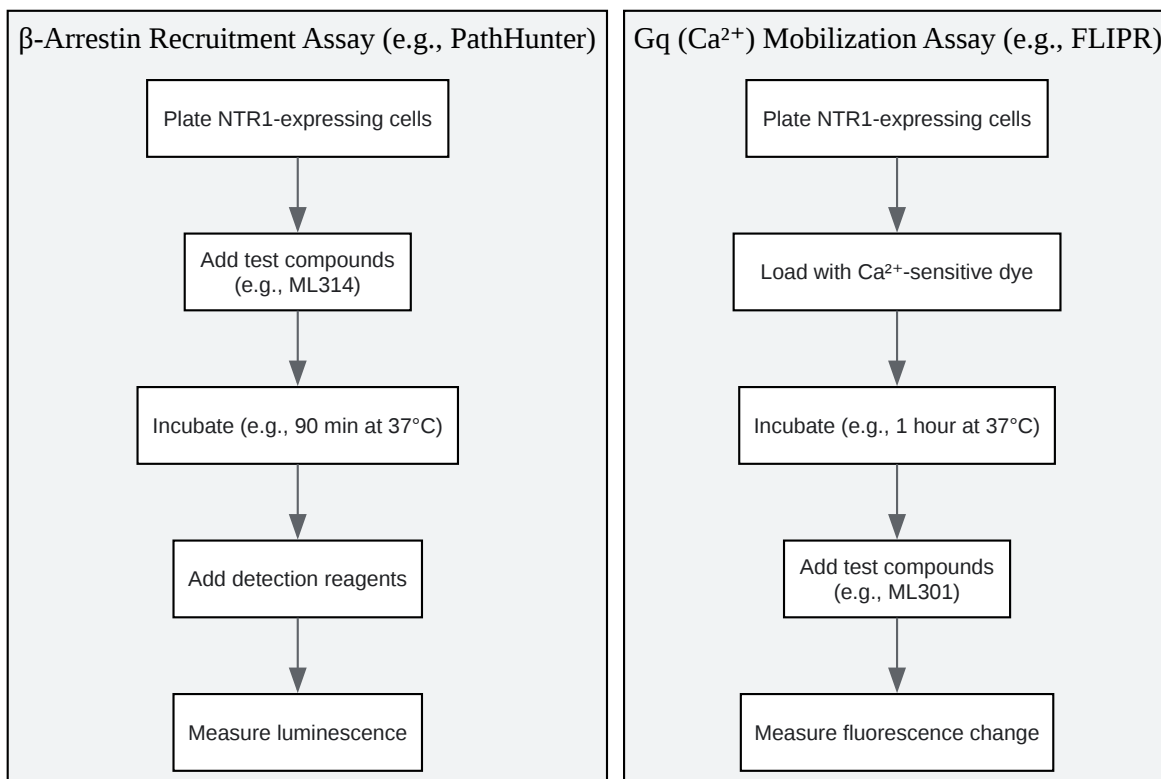 β-Arrestin Recruitment Assay (e.g., PathHunter)
Plate NTR1-expressing cells
Add test compounds
(e.g., ML314)
Incubate (e.g., 90 min at 37°C)
Add detection reagents
Measure luminescence
Gq (Ca²⁺) Mobilization Assay (e.g., FLIPR)
Plate NTR1-expressing cells
Load with Ca²⁺-sensitive dye
Incubate (e.g., 1 hour at 37°C)
Add test compounds
(e.g., ML301)
Measure fluorescence change